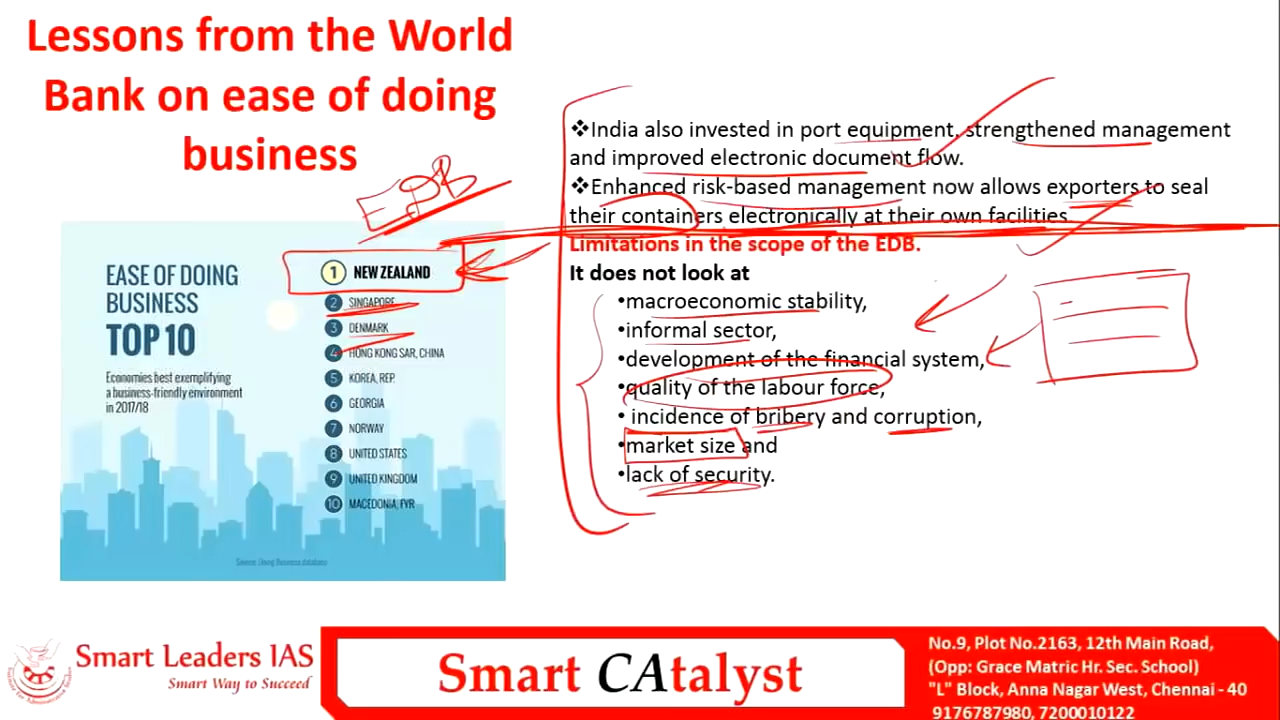 Lessons from the World
Bank on ease of doing
business
EDB
EASE OF DOING
BUSINESS
TOP 10
Economies best exemplifying
a business-friendly environment
in 2017/18
1 NEW ZEALAND
2 SINGAPORE
3 DENMARK
4 HONG KONG SAR, CHINA
5 KOREA, REP.
6 GEORGIA
7 NORWAY
8 UNITED STATES
9 UNITED KINGDOM
10 MACEDONIA, FYR
Source: Doing Business database
❖India also invested in port equipment, strengthened management
and improved electronic document flow.
❖Enhanced risk-based management now allows exporters to seal
their containers electronically at their own facilities.
Limitations in the scope of the EDB.
It does not look at
•macroeconomic stability,
•informal sector,
•development of the financial system,
•quality of the labour force,
• incidence of bribery and corruption,
•market size and
•lack of security.
Smart Leaders IAS
Smart Way to Succeed
Smart CAtalyst
No.9, Plot No.2163, 12th Main Road,
(Opp: Grace Matric Hr. Sec. School)
"L" Block, Anna Nagar West, Chennai - 40
9176787980, 7200010122